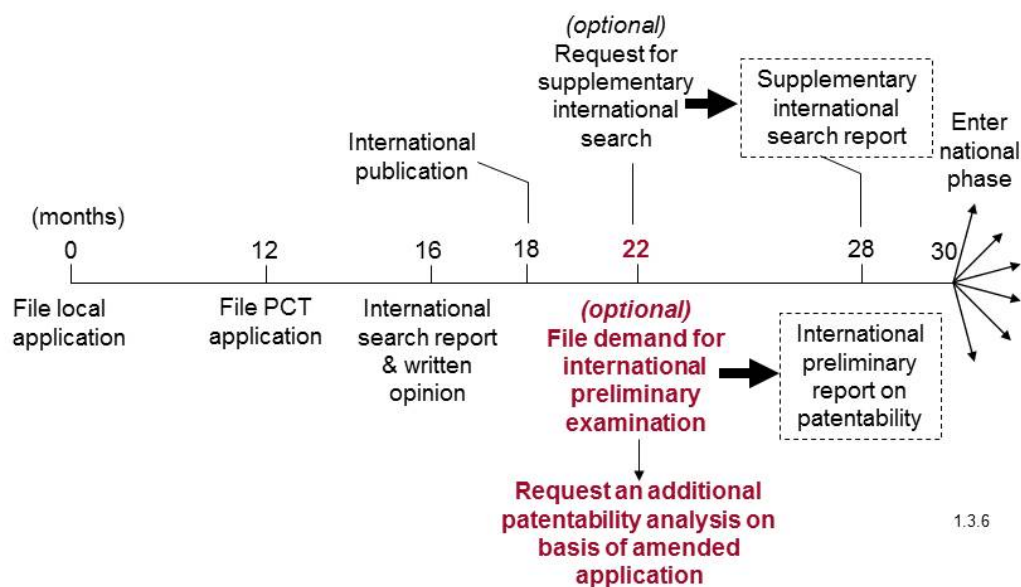 (optional)
Request for
supplementary
international
search
Supplementary
international
search report
Enter
national
phase
International
publication
(months)
0
12
16
18
22
28
30
File local
application
File PCT
application
International
search report
& written
opinion
(optional)
File demand for
international
preliminary
examination
International
preliminary
report on
patentability
Request an additional
patentability analysis on
basis of amended
application
1.3.6